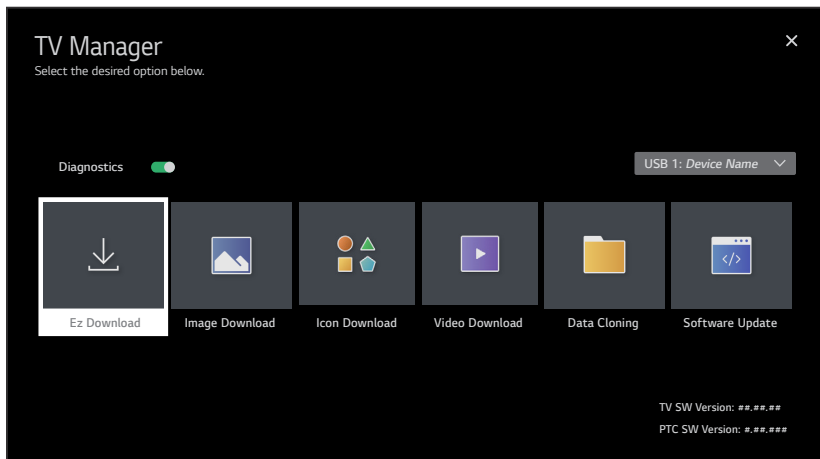 TV Manager
Select the desired option below.
Diagnostics
USB 1: Device Name
Ez Download
Image Download
Icon Download
Video Download
Data Cloning
Software Update
TV SW Version: ##.##.##
PTC SW Version: #.##.###